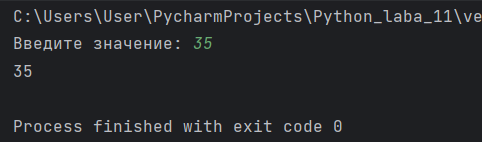 C:\Users\User\PycharmProjects\Python_laba_11\ve
Введите значение: 35
35
Process finished with exit code 0